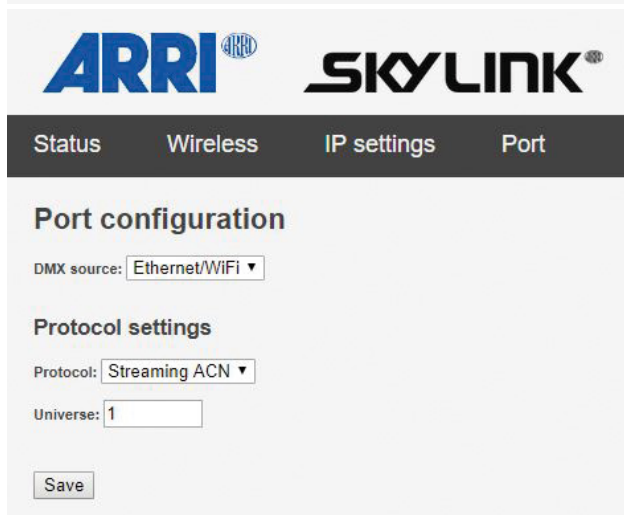 ARRI® SKYLINK®
Status Wireless IP settings Port
Port configuration
DMX source: Ethernet/WiFi ▼
Protocol settings
Protocol: Streaming ACN ▼
Universe: 1
Save